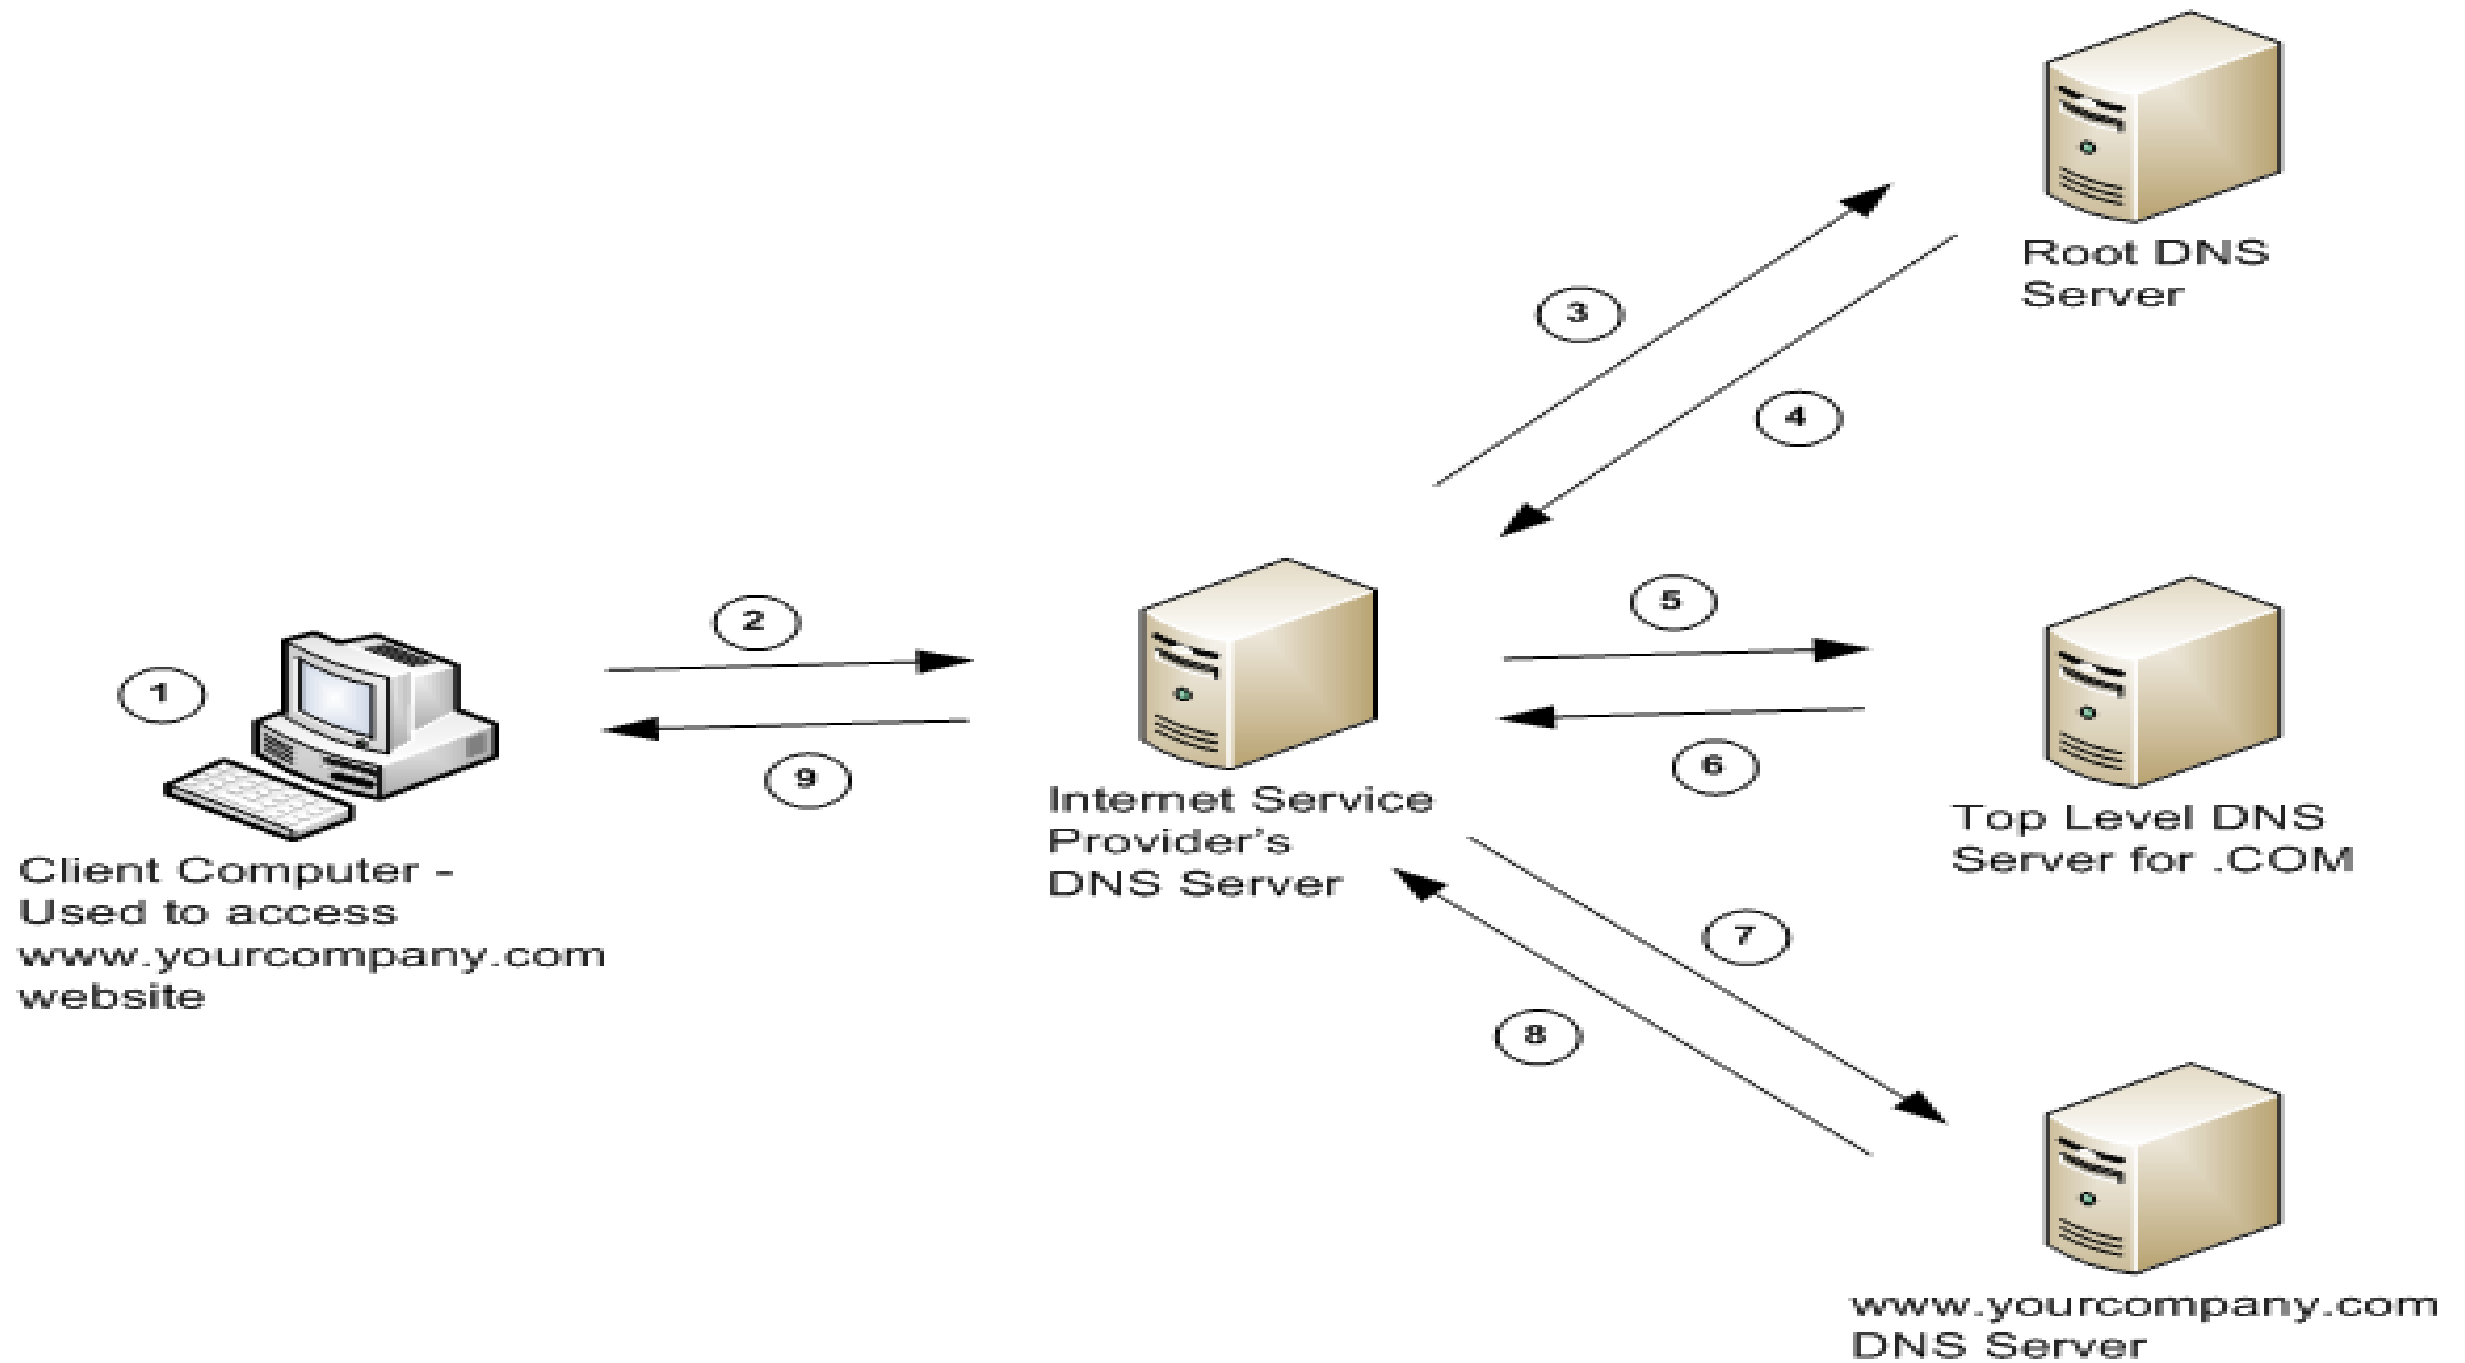 Root DNS
Server
3
4
2
5
1
9
6
Internet Service
Provider's
DNS Server
Top Level DNS
Server for .COM
Client Computer -
Used to access
www.yourcompany.com
website
7
8
www.yourcompany.com
DNS Server